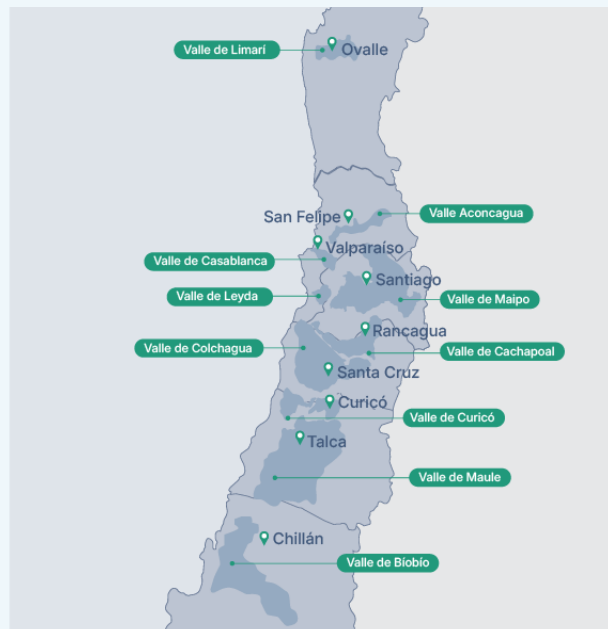 Valle de Limarí
Ovalle
San Felipe
Valle Aconcagua
Valparaíso
Valle de Casablanca
Santiago
Valle de Leyda
Valle de Maipo
Rancagua
Valle de Colchagua
Valle de Cachapoal
Santa Cruz
Curicó
Valle de Curicó
Talca
Valle de Maule
Chillán
Valle de Bíobío